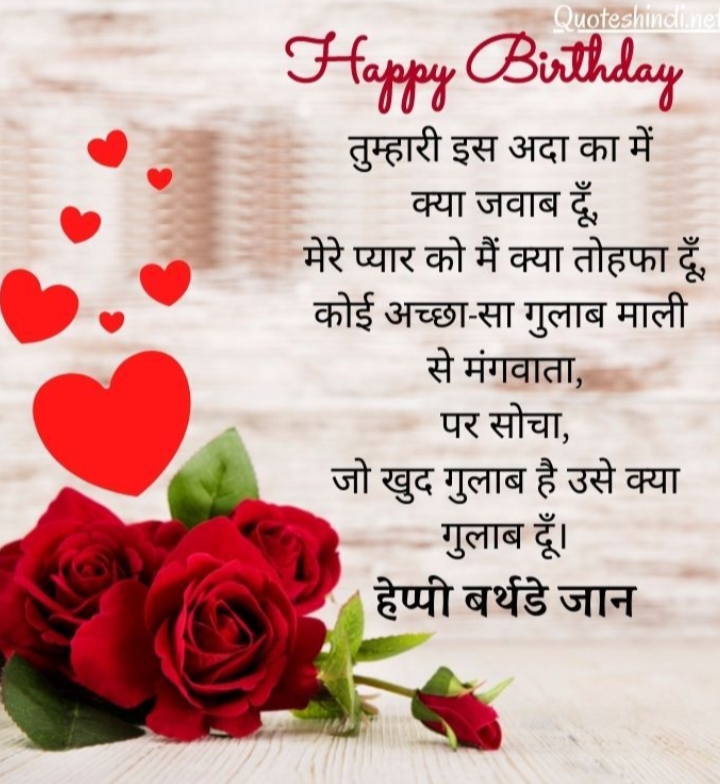 Quoteshindi.net
Happy Birthday
तुम्हारी इस अदा का में
क्या जवाब दूँ,
मेरे प्यार को मैं क्या तोहफा दूँ,
कोई अच्छा-सा गुलाब माली
से मंगवाता,
पर सोचा,
जो खुद गुलाब है उसे क्या
गुलाब दूँ।
हेप्पी बर्थडे जान